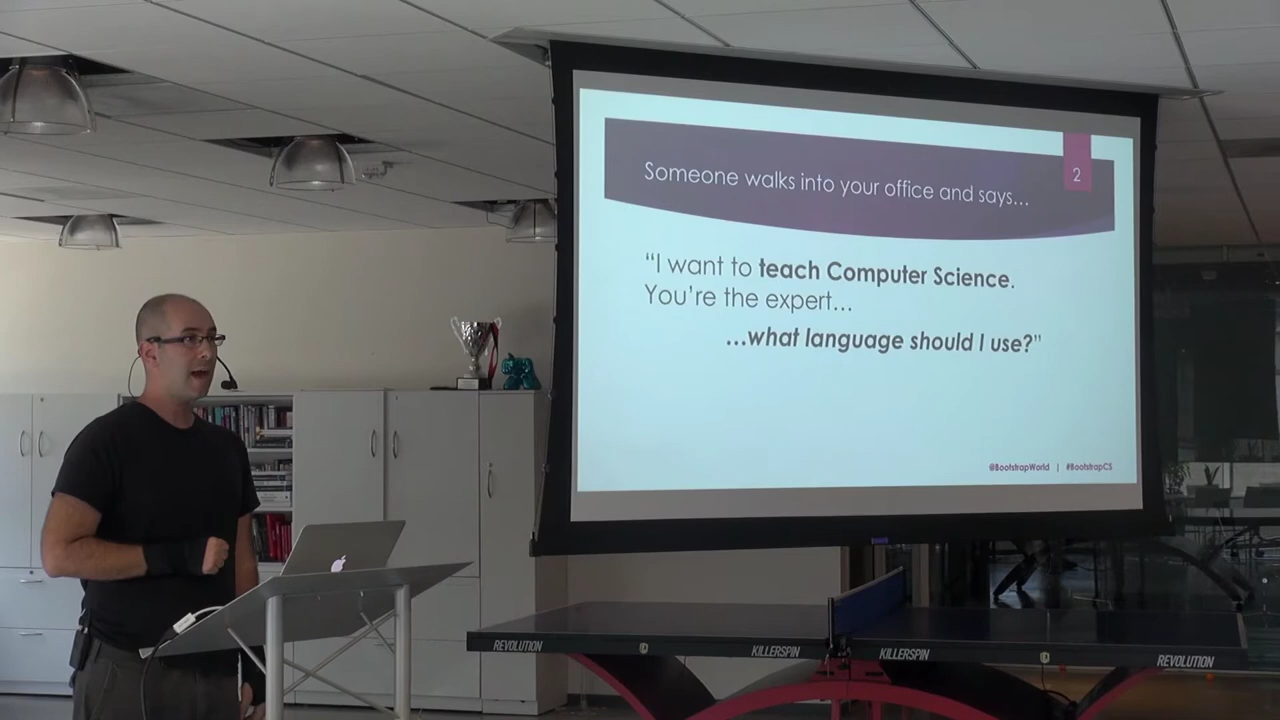 Someone walks into your office and says...
2
“I want to teach Computer Science.
You’re the expert...
...what language should I use?”
@BootstrapWorld | #BootstrapCS
REVOLUTION
KILLERSPIN
KILLERSPIN
REVOLUTION